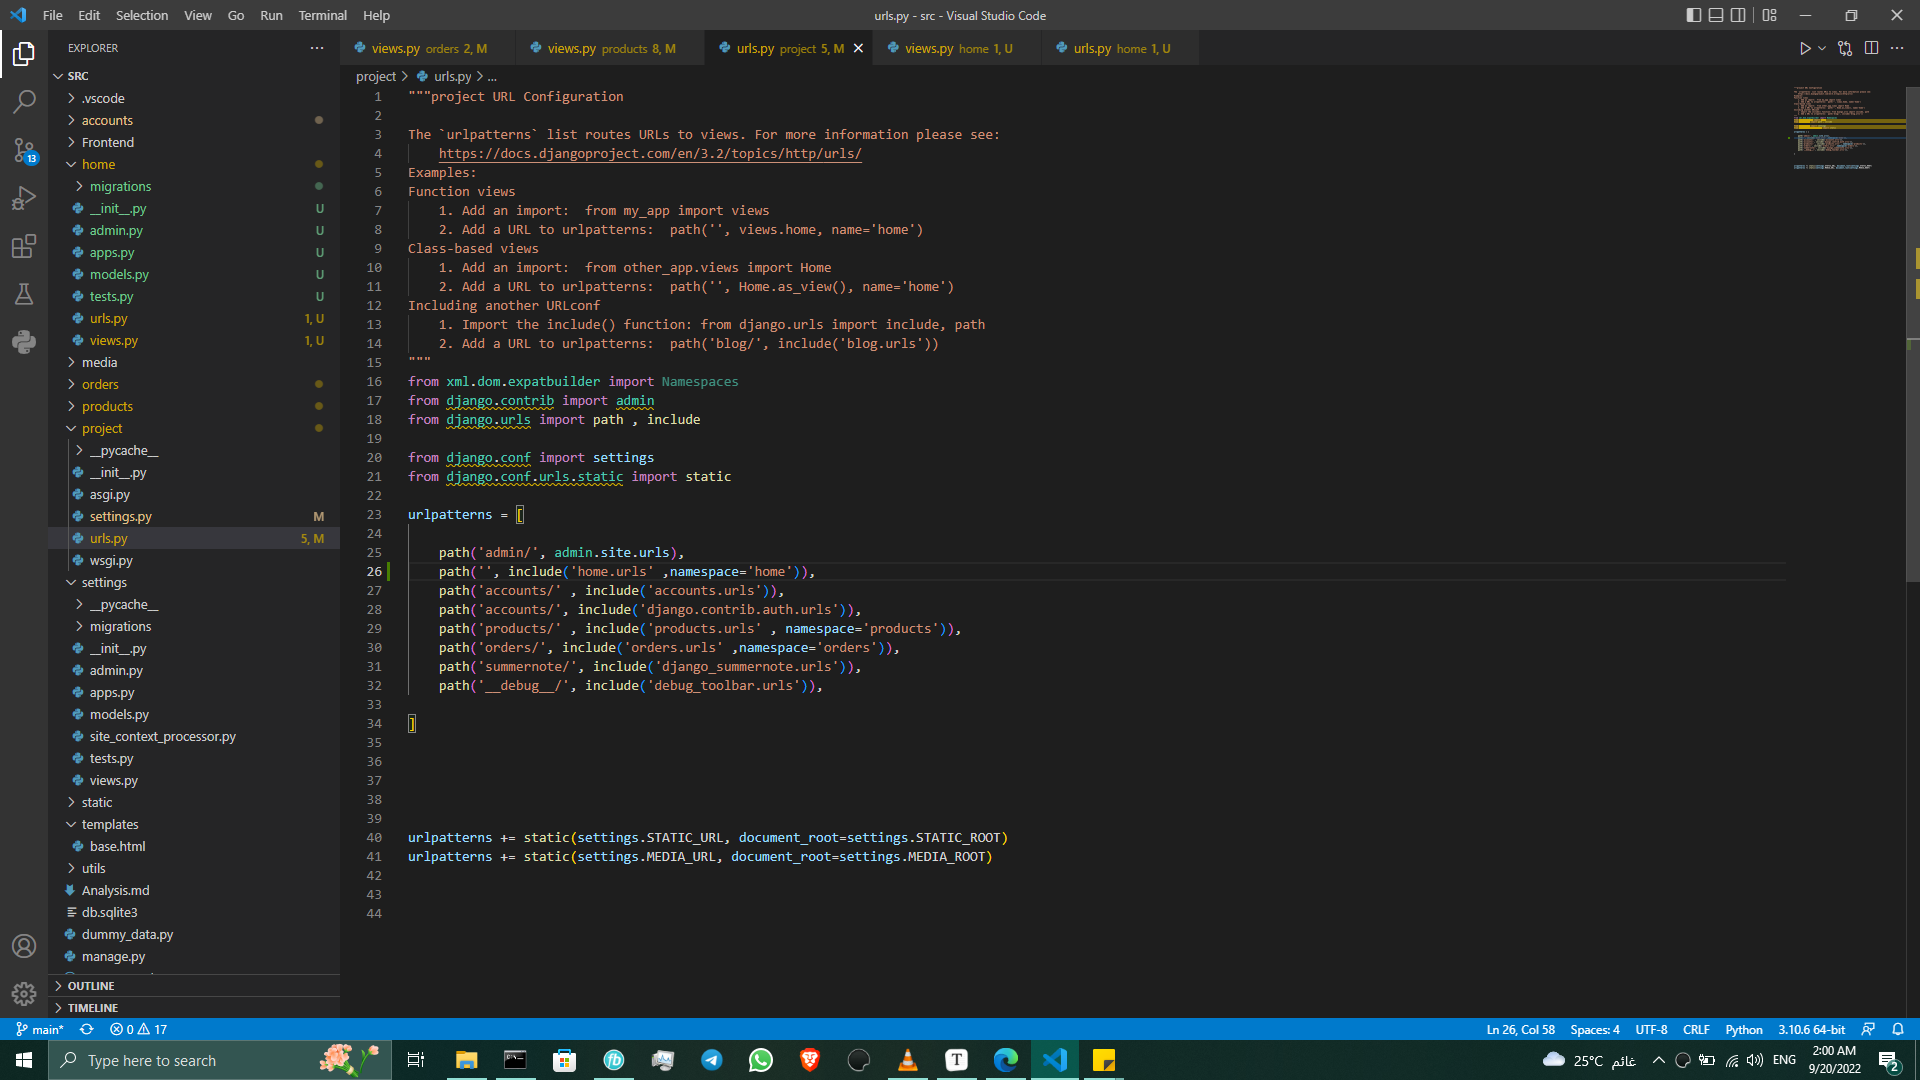 File Edit Selection View Go Run Terminal Help
urls.py - src - Visual Studio Code
EXPLORER
SRC
.vscode
accounts
Frontend
home
migrations
__init__.py U
admin.py U
apps.py U
models.py U
tests.py U
urls.py 1, U
views.py 1, U
media
orders
products
project
__pycache__
__init__.py
asgi.py
settings.py M
urls.py 5, M
wsgi.py
settings
__pycache__
migrations
__init__.py
admin.py
apps.py
models.py
site_context_processor.py
tests.py
views.py
static
templates
base.html
utils
Analysis.md
db.sqlite3
dummy_data.py
manage.py
OUTLINE
TIMELINE
13
views.py orders 2, M
views.py products 8, M
urls.py project 5, M
views.py home 1, U
urls.py home 1, U
project > urls.py > ...
1 """project URL Configuration
2
3 The `urlpatterns` list routes URLs to views. For more information please see:
4 https://docs.djangoproject.com/en/3.2/topics/http/urls/
5 Examples:
6 Function views
7 1. Add an import:  from my_app import views
8 2. Add a URL to urlpatterns:  path('', views.home, name='home')
9 Class-based views
10 1. Add an import:  from other_app.views import Home
11 2. Add a URL to urlpatterns:  path('', Home.as_view(), name='home')
12 Including another URLconf
13 1. Import the include() function: from django.urls import include, path
14 2. Add a URL to urlpatterns:  path('blog/', include('blog.urls'))
15 """
16 from xml.dom.expatbuilder import Namespaces
17 from django.contrib import admin
18 from django.urls import path , include
19
20 from django.conf import settings
21 from django.conf.urls.static import static
22
23 urlpatterns = [
24
25 path('admin/', admin.site.urls),
26 path('', include('home.urls' ,namespace='home')),
27 path('accounts/' , include('accounts.urls')),
28 path('accounts/', include('django.contrib.auth.urls')),
29 path('products/' , include('products.urls' , namespace='products')),
30 path('orders/', include('orders.urls' ,namespace='orders')),
31 path('summernote/', include('django_summernote.urls')),
32 path('__debug__/', include('debug_toolbar.urls')),
33
34 ]
35
36
37
38
39
40 urlpatterns += static(settings.STATIC_URL, document_root=settings.STATIC_ROOT)
41 urlpatterns += static(settings.MEDIA_URL, document_root=settings.MEDIA_ROOT)
42
43
44
main* 0 17 Ln 26, Col 58 Spaces: 4 UTF-8 CRLF Python 3.10.6 64-bit
Type here to search
fb
T
25°C غائم
ENG
2:00 AM
9/20/2022
2